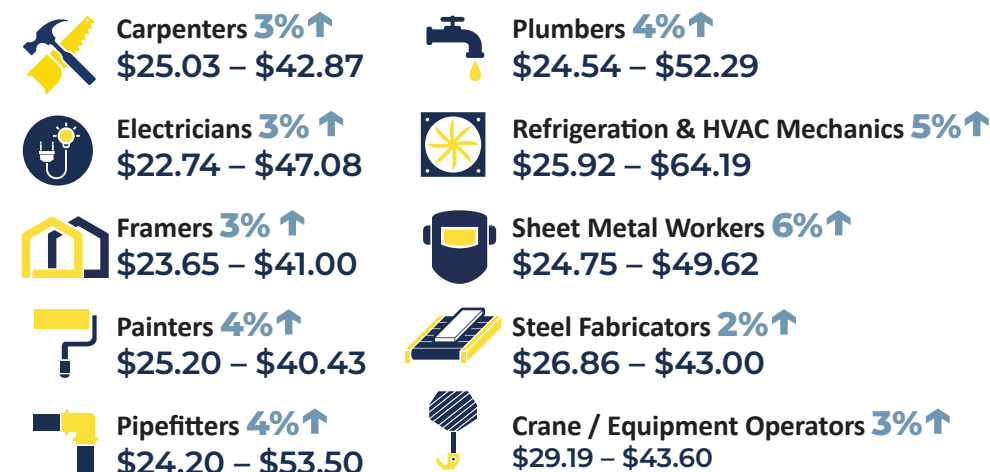 Carpenters 3%
$25.03 – $42.87
Electricians 3%
$22.74 – $47.08
Framers 3%
$23.65 – $41.00
Painters 4%
$25.20 – $40.43
Pipefitters 4%
$24.20 – $53.50
Plumbers 4%
$24.54 – $52.29
Refrigeration & HVAC Mechanics 5%
$25.92 – $64.19
Sheet Metal Workers 6%
$24.75 – $49.62
Steel Fabricators 2%
$26.86 – $43.00
Crane / Equipment Operators 3%
$29.19 – $43.60